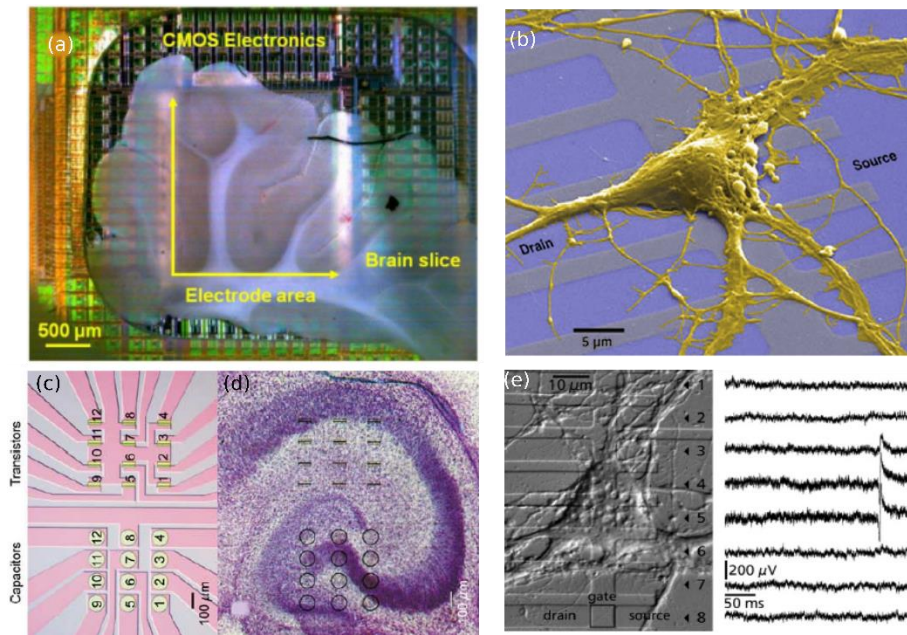 (a)
CMOS Electronics
Brain slice
Electrode area
500 µm
(b)
Source
Drain
5 µm
(c)
Transistors
12 8 4
11 7 3
10 6 2
9 5 1
Capacitors
12 8 4
11 7 3
10 6 2
9 5 1
100 µm
(d)
100 µm
(e)
10 µm
1
2
3
4
5
6
7
8
gate
drain
source
200 µV
50 ms